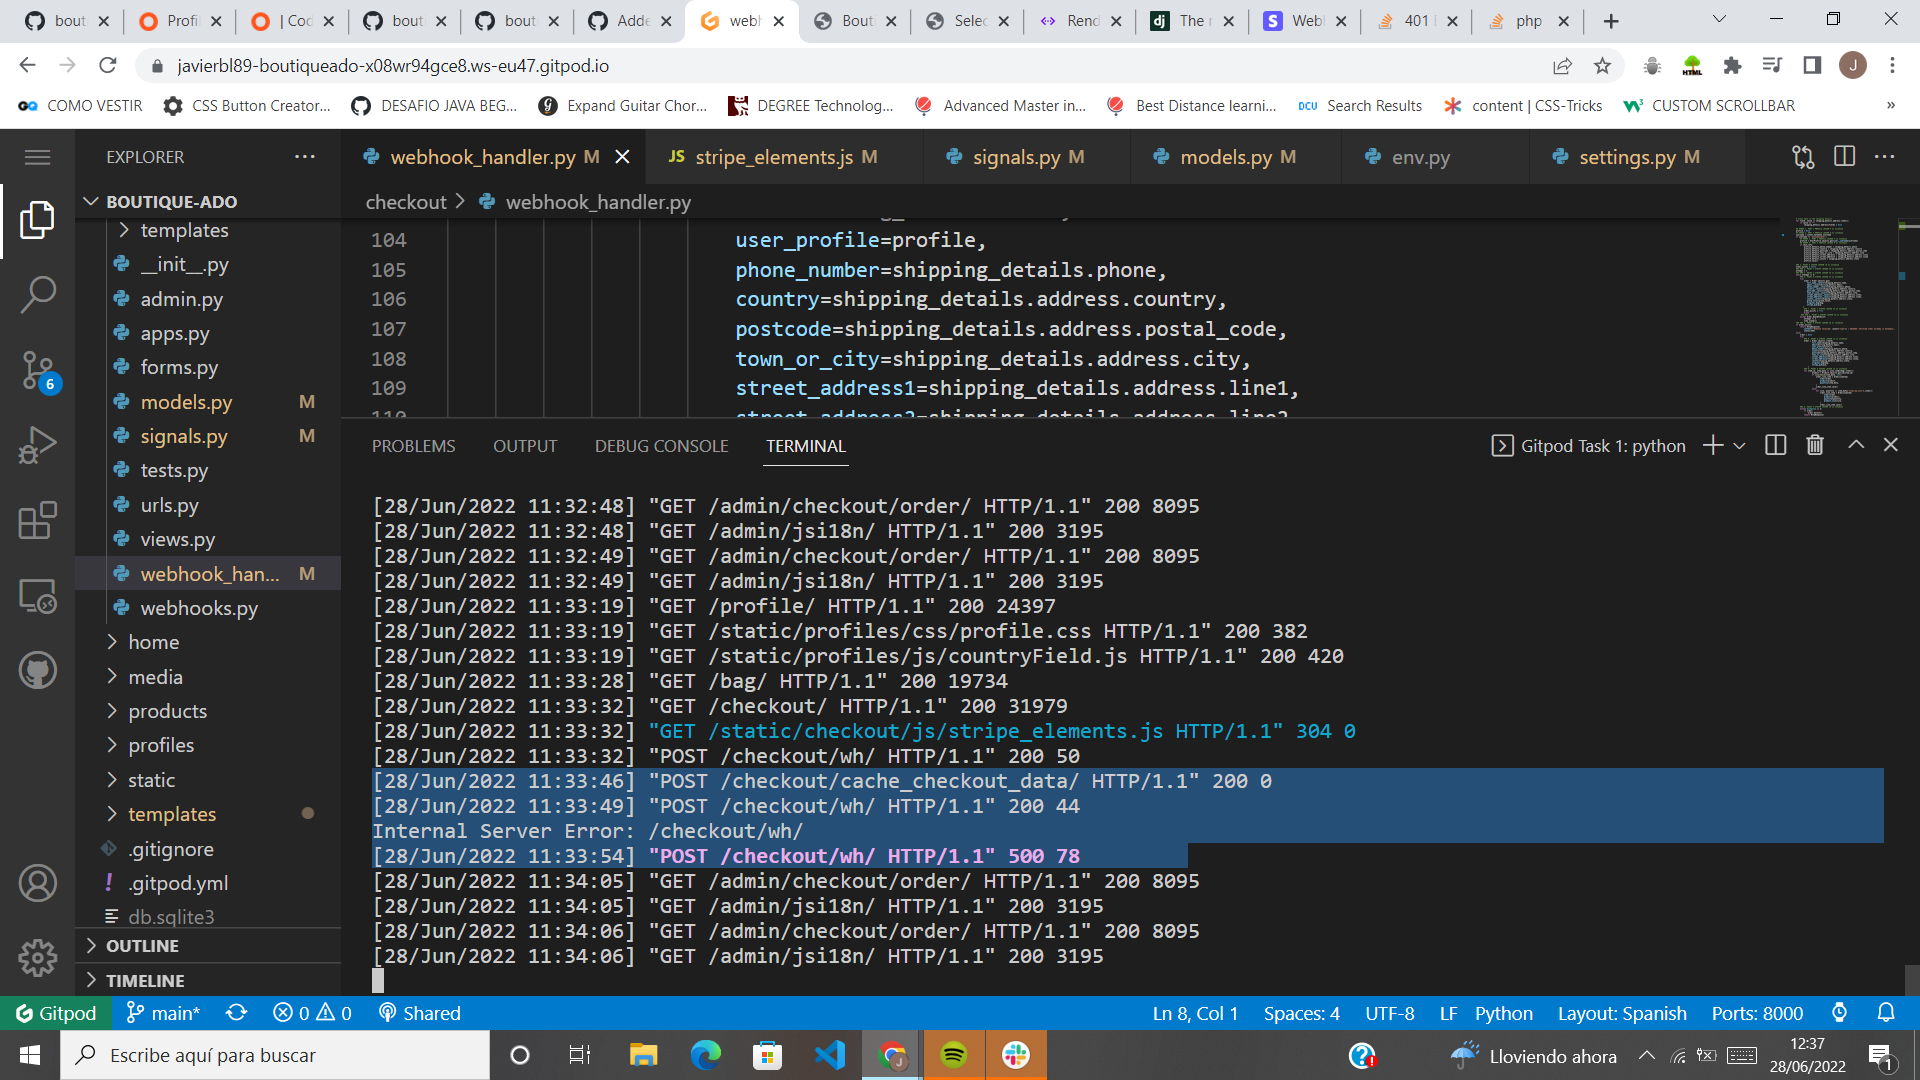 bout
Profil
| Cod
bout
bout
Adde
webh
Bout
Selec
Rend
dj
The r
S
Webh
401
php
javierbl89-boutiqueado-x08wr94gce8.ws-eu47.gitpod.io
J
COMO VESTIR
CSS Button Creator...
DESAFIO JAVA BEG...
Expand Guitar Chor...
DEGREE Technolog...
Advanced Master in...
Best Distance learni...
DCU Search Results
content | CSS-Tricks
CUSTOM SCROLLBAR
»
EXPLORER
webhook_handler.py M
JS stripe_elements.js M
signals.py M
models.py M
env.py
settings.py M
BOUTIQUE-ADO
checkout > webhook_handler.py
templates
__init__.py
admin.py
apps.py
forms.py
models.py M
signals.py M
tests.py
urls.py
views.py
webhook_han... M
webhooks.py
home
media
products
profiles
static
templates
.gitignore
! .gitpod.yml
db.sqlite3
OUTLINE
TIMELINE
6
104 user_profile=profile,
105 phone_number=shipping_details.phone,
106 country=shipping_details.address.country,
107 postcode=shipping_details.address.postal_code,
108 town_or_city=shipping_details.address.city,
109 street_address1=shipping_details.address.line1,
110 street_address2=shipping_details.address.line2
PROBLEMS OUTPUT DEBUG CONSOLE TERMINAL
Gitpod Task 1: python
[28/Jun/2022 11:32:48] "GET /admin/checkout/order/ HTTP/1.1" 200 8095
[28/Jun/2022 11:32:48] "GET /admin/jsi18n/ HTTP/1.1" 200 3195
[28/Jun/2022 11:32:49] "GET /admin/checkout/order/ HTTP/1.1" 200 8095
[28/Jun/2022 11:32:49] "GET /admin/jsi18n/ HTTP/1.1" 200 3195
[28/Jun/2022 11:33:19] "GET /profile/ HTTP/1.1" 200 24397
[28/Jun/2022 11:33:19] "GET /static/profiles/css/profile.css HTTP/1.1" 200 382
[28/Jun/2022 11:33:19] "GET /static/profiles/js/countryField.js HTTP/1.1" 200 420
[28/Jun/2022 11:33:28] "GET /bag/ HTTP/1.1" 200 19734
[28/Jun/2022 11:33:32] "GET /checkout/ HTTP/1.1" 200 31979
[28/Jun/2022 11:33:32] "GET /static/checkout/js/stripe_elements.js HTTP/1.1" 304 0
[28/Jun/2022 11:33:32] "POST /checkout/wh/ HTTP/1.1" 200 50
[28/Jun/2022 11:33:46] "POST /checkout/cache_checkout_data/ HTTP/1.1" 200 0
[28/Jun/2022 11:33:49] "POST /checkout/wh/ HTTP/1.1" 200 44
Internal Server Error: /checkout/wh/
[28/Jun/2022 11:33:54] "POST /checkout/wh/ HTTP/1.1" 500 78
[28/Jun/2022 11:34:05] "GET /admin/checkout/order/ HTTP/1.1" 200 8095
[28/Jun/2022 11:34:05] "GET /admin/jsi18n/ HTTP/1.1" 200 3195
[28/Jun/2022 11:34:06] "GET /admin/checkout/order/ HTTP/1.1" 200 8095
[28/Jun/2022 11:34:06] "GET /admin/jsi18n/ HTTP/1.1" 200 3195
Gitpod main* 0 0 Shared
Ln 8, Col 1 Spaces: 4 UTF-8 LF Python Layout: Spanish Ports: 8000
Escribe aquí para buscar
Lloviendo ahora
12:37
28/06/2022
1